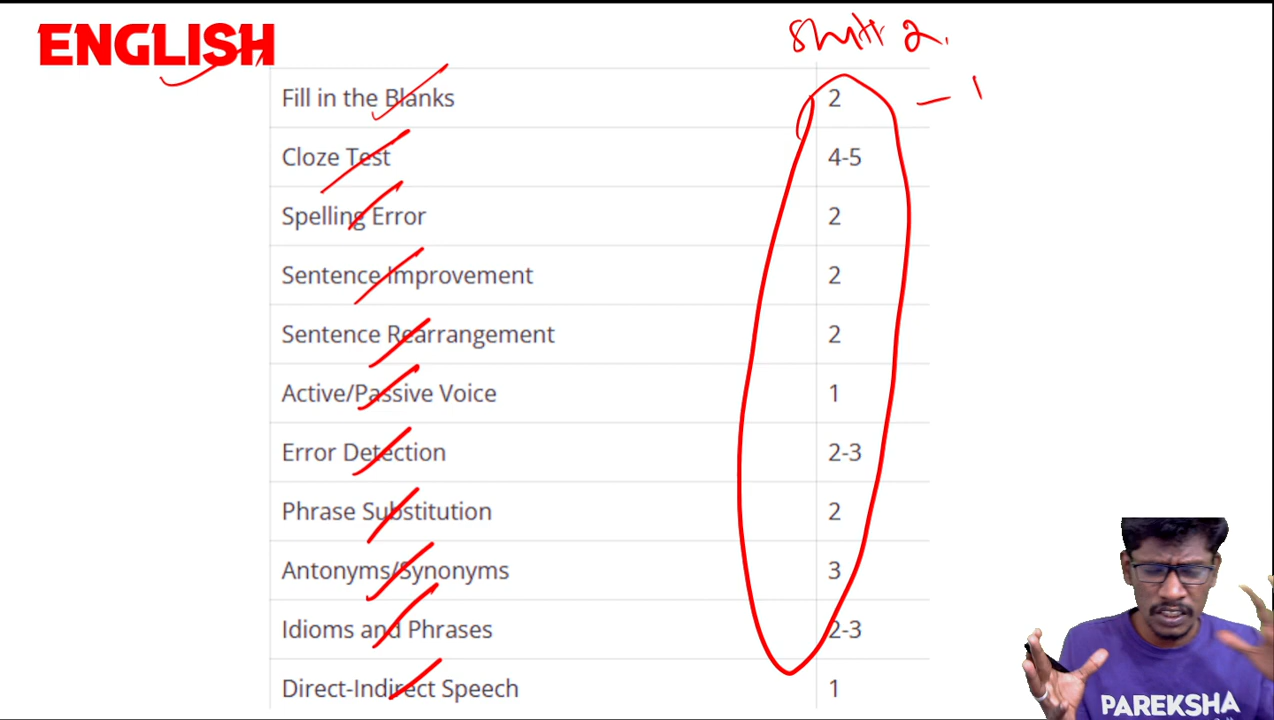 ENGLISH
Shift 2.
Fill in the Blanks 2 - 1
Cloze Test 4-5
Spelling Error 2
Sentence Improvement 2
Sentence Rearrangement 2
Active/Passive Voice 1
Error Detection 2-3
Phrase Substitution 2
Antonyms/Synonyms 3
Idioms and Phrases 2-3
Direct-Indirect Speech 1
PAREKSHA